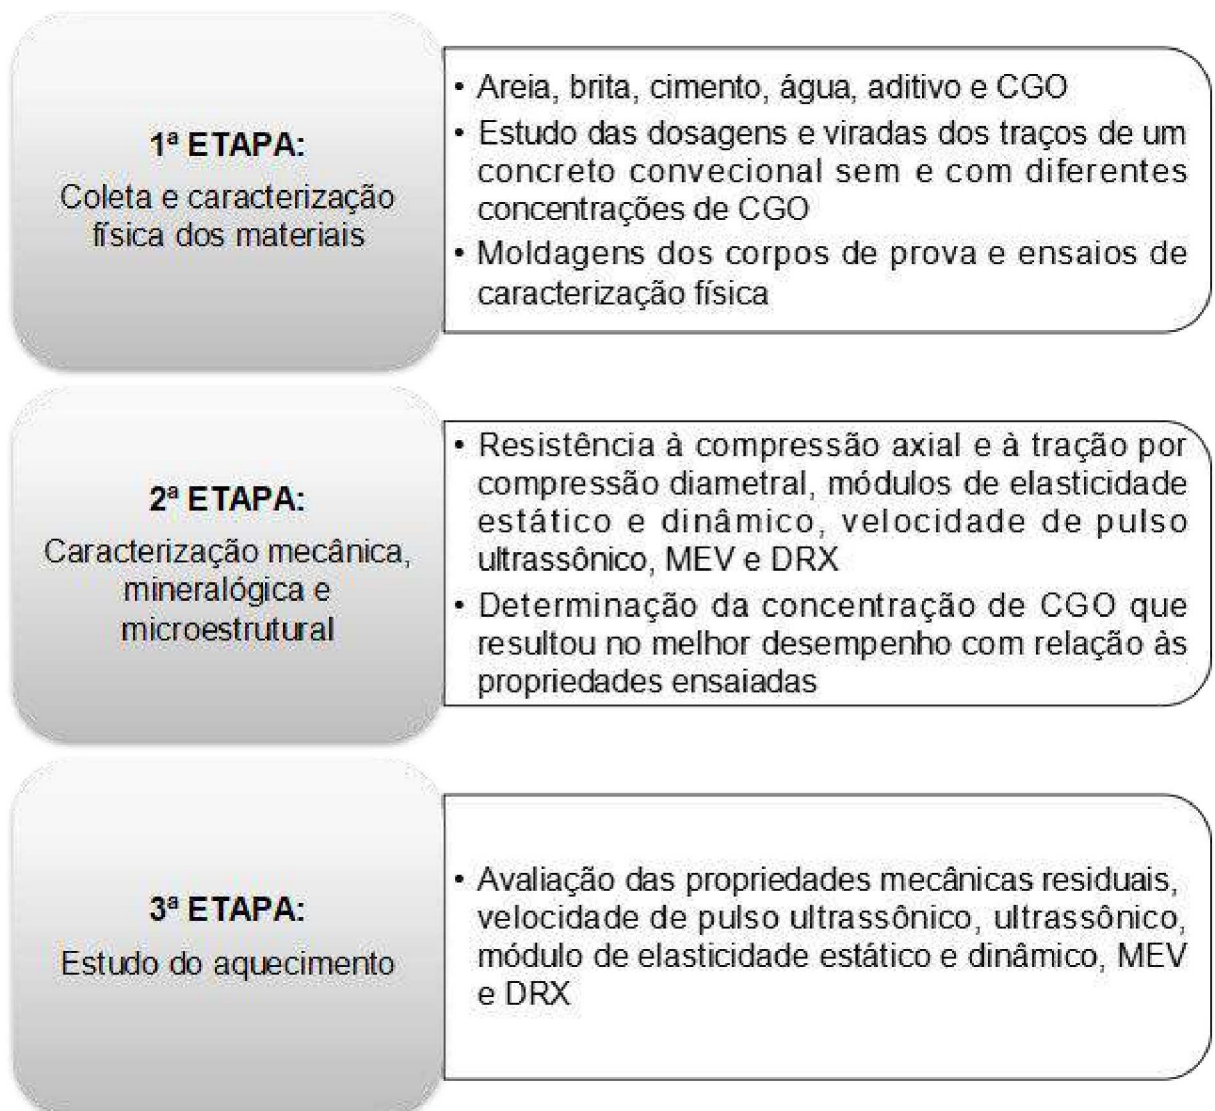 1ª ETAPA:
Coleta e caracterização
física dos materiais
• Areia, brita, cimento, água, aditivo e CGO
• Estudo das dosagens e viradas dos traços de um
concreto convecional sem e com diferentes
concentrações de CGO
• Moldagens dos corpos de prova e ensaios de
caracterização física
2ª ETAPA:
Caracterização mecânica,
mineralógica e
microestrutural
• Resistência à compressão axial e à tração por
compressão diametral, módulos de elasticidade
estático e dinâmico, velocidade de pulso
ultrassônico, MEV e DRX
• Determinação da concentração de CGO que
resultou no melhor desempenho com relação às
propriedades ensaiadas
3ª ETAPA:
Estudo do aquecimento
• Avaliação das propriedades mecânicas residuais,
velocidade de pulso ultrassônico, ultrassônico,
módulo de elasticidade estático e dinâmico, MEV
e DRX